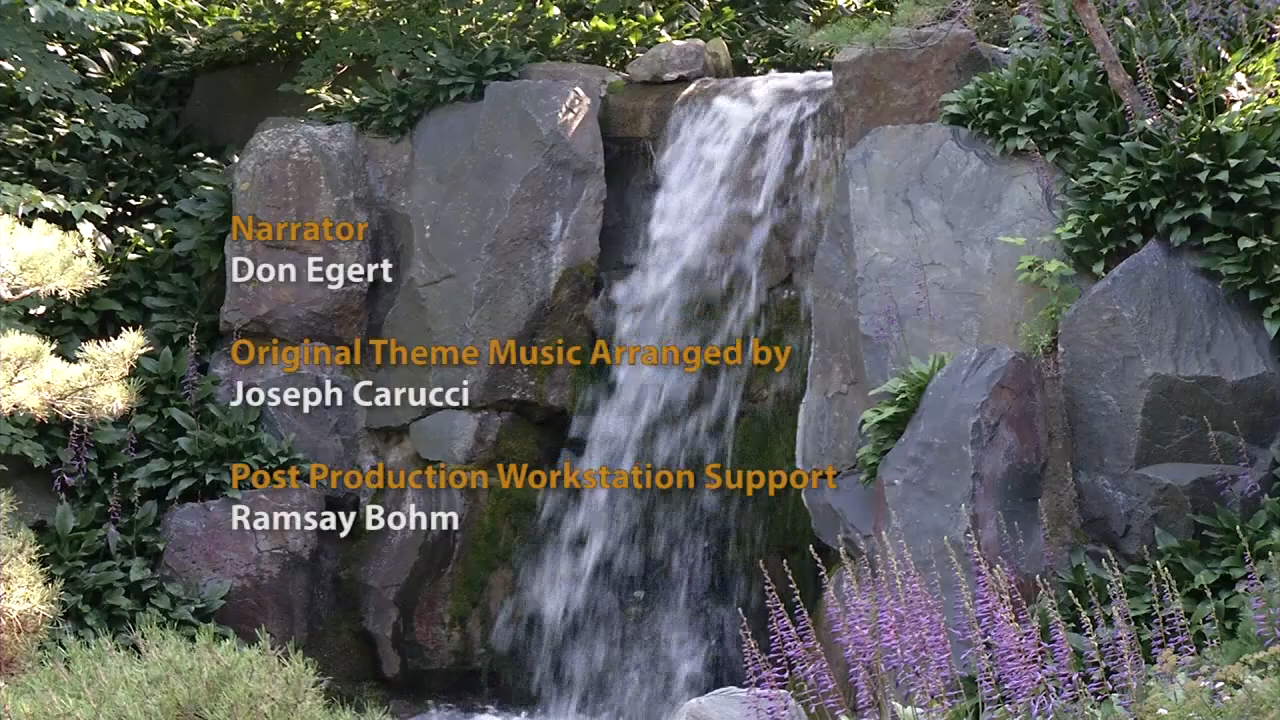 Narrator
Don Egert
Original Theme Music Arranged by
Joseph Carucci
Post Production Workstation Support
Ramsay Bohm